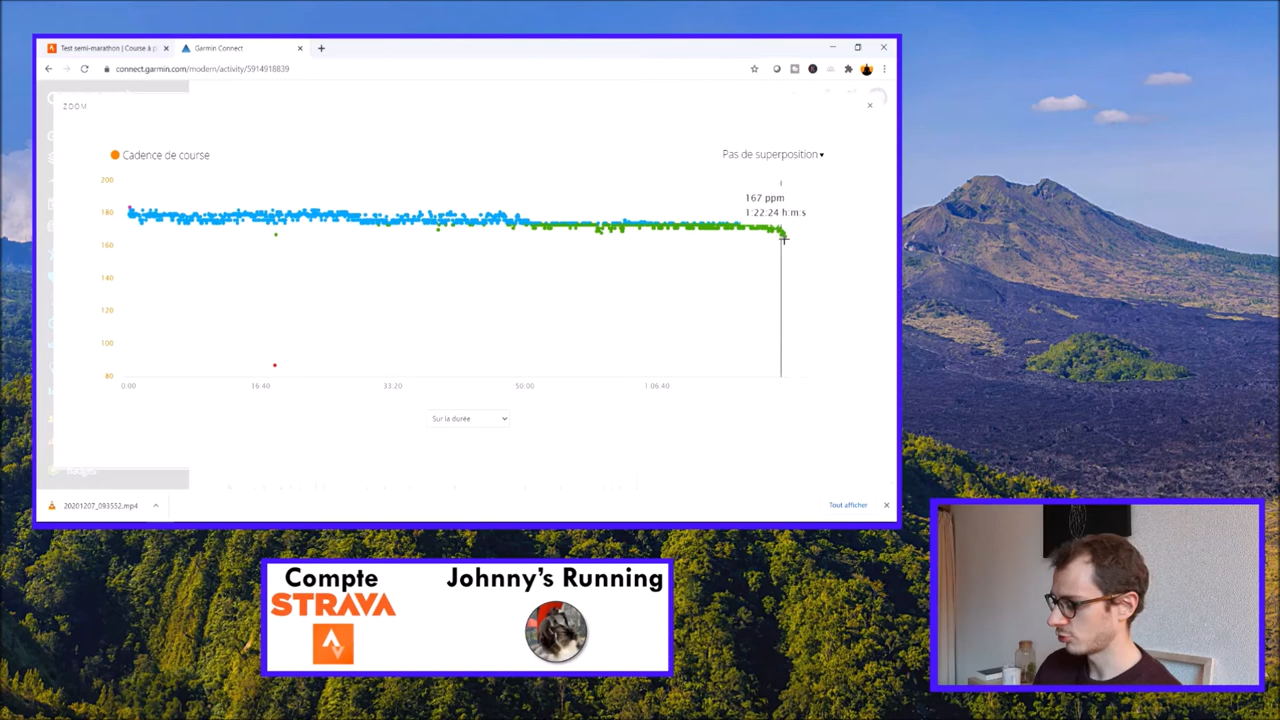 Test semi-marathon | Course à p
Garmin Connect
connect.garmin.com/modern/activity/5914918839
ZOOM
Cadence de course
Pas de superposition
200
180
160
140
120
100
80
167 ppm
1:22:24 h:m:s
0:00
16:40
33:20
50:00
1:06:40
Sur la durée
20201207_093552.mp4
Tout afficher
Compte
STRAVA
Johnny's Running